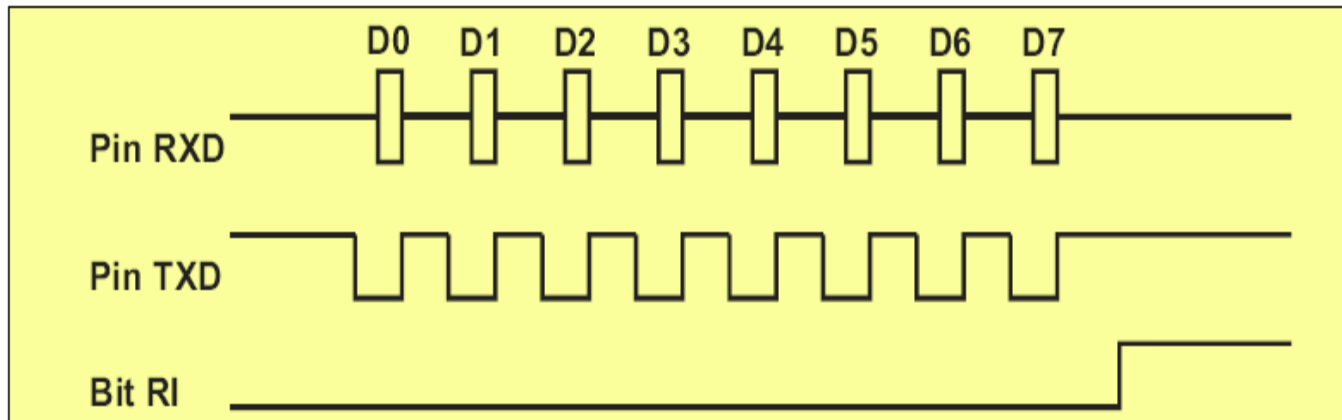 D0 D1 D2 D3 D4 D5 D6 D7
Pin RXD
Pin TXD
Bit RI